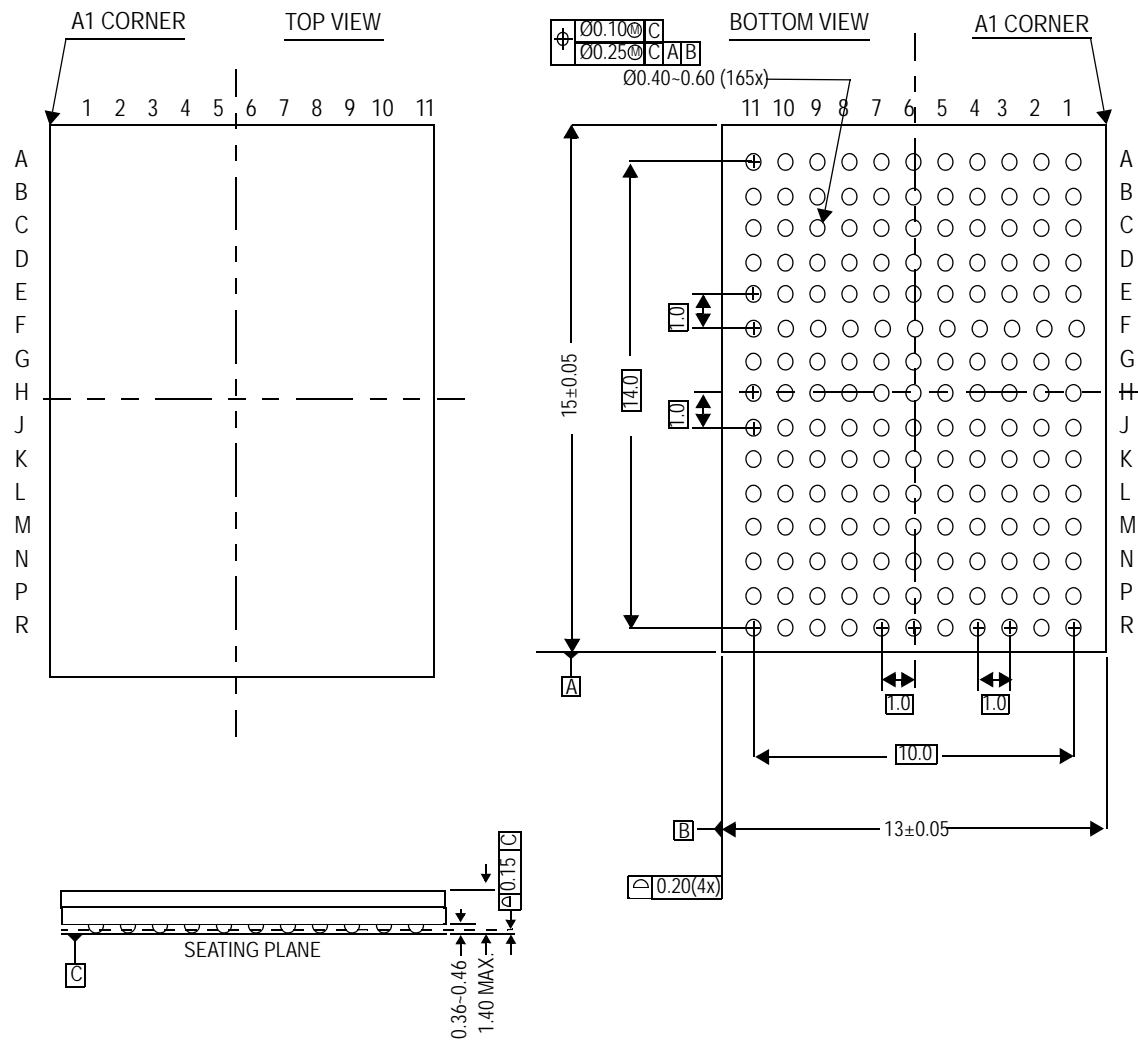 A1 CORNER
TOP VIEW
1 2 3 4 5 6 7 8 9 10 11
A
B
C
D
E
F
G
H
J
K
L
M
N
P
R
Ø0.10Ⓜ C
Ø0.25Ⓜ C A B
BOTTOM VIEW
A1 CORNER
Ø0.40~0.60 (165x)
11 10 9 8 7 6 5 4 3 2 1
A
B
C
D
E
F
G
H
J
K
L
M
N
P
R
15±0.05
14.0
1.0
1.0
A
1.0
1.0
10.0
B
13±0.05
0.20(4x)
0.15 C
SEATING PLANE
C
0.36~0.46
1.40 MAX.